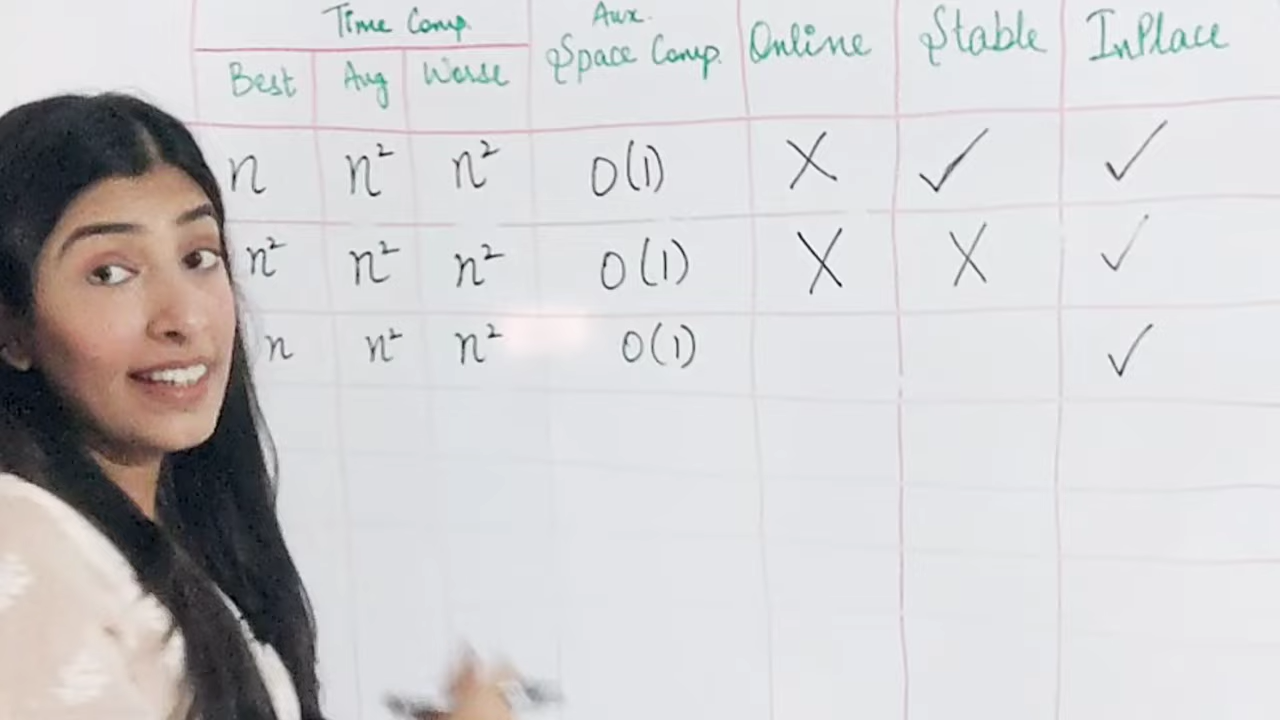 Time Comp. Aux. Space Comp. Online Stable InPlace
Best Avg Worse
n n² n² O(1) X ✓ ✓
n² n² n² O(1) X X ✓
n n² n² O(1) ✓